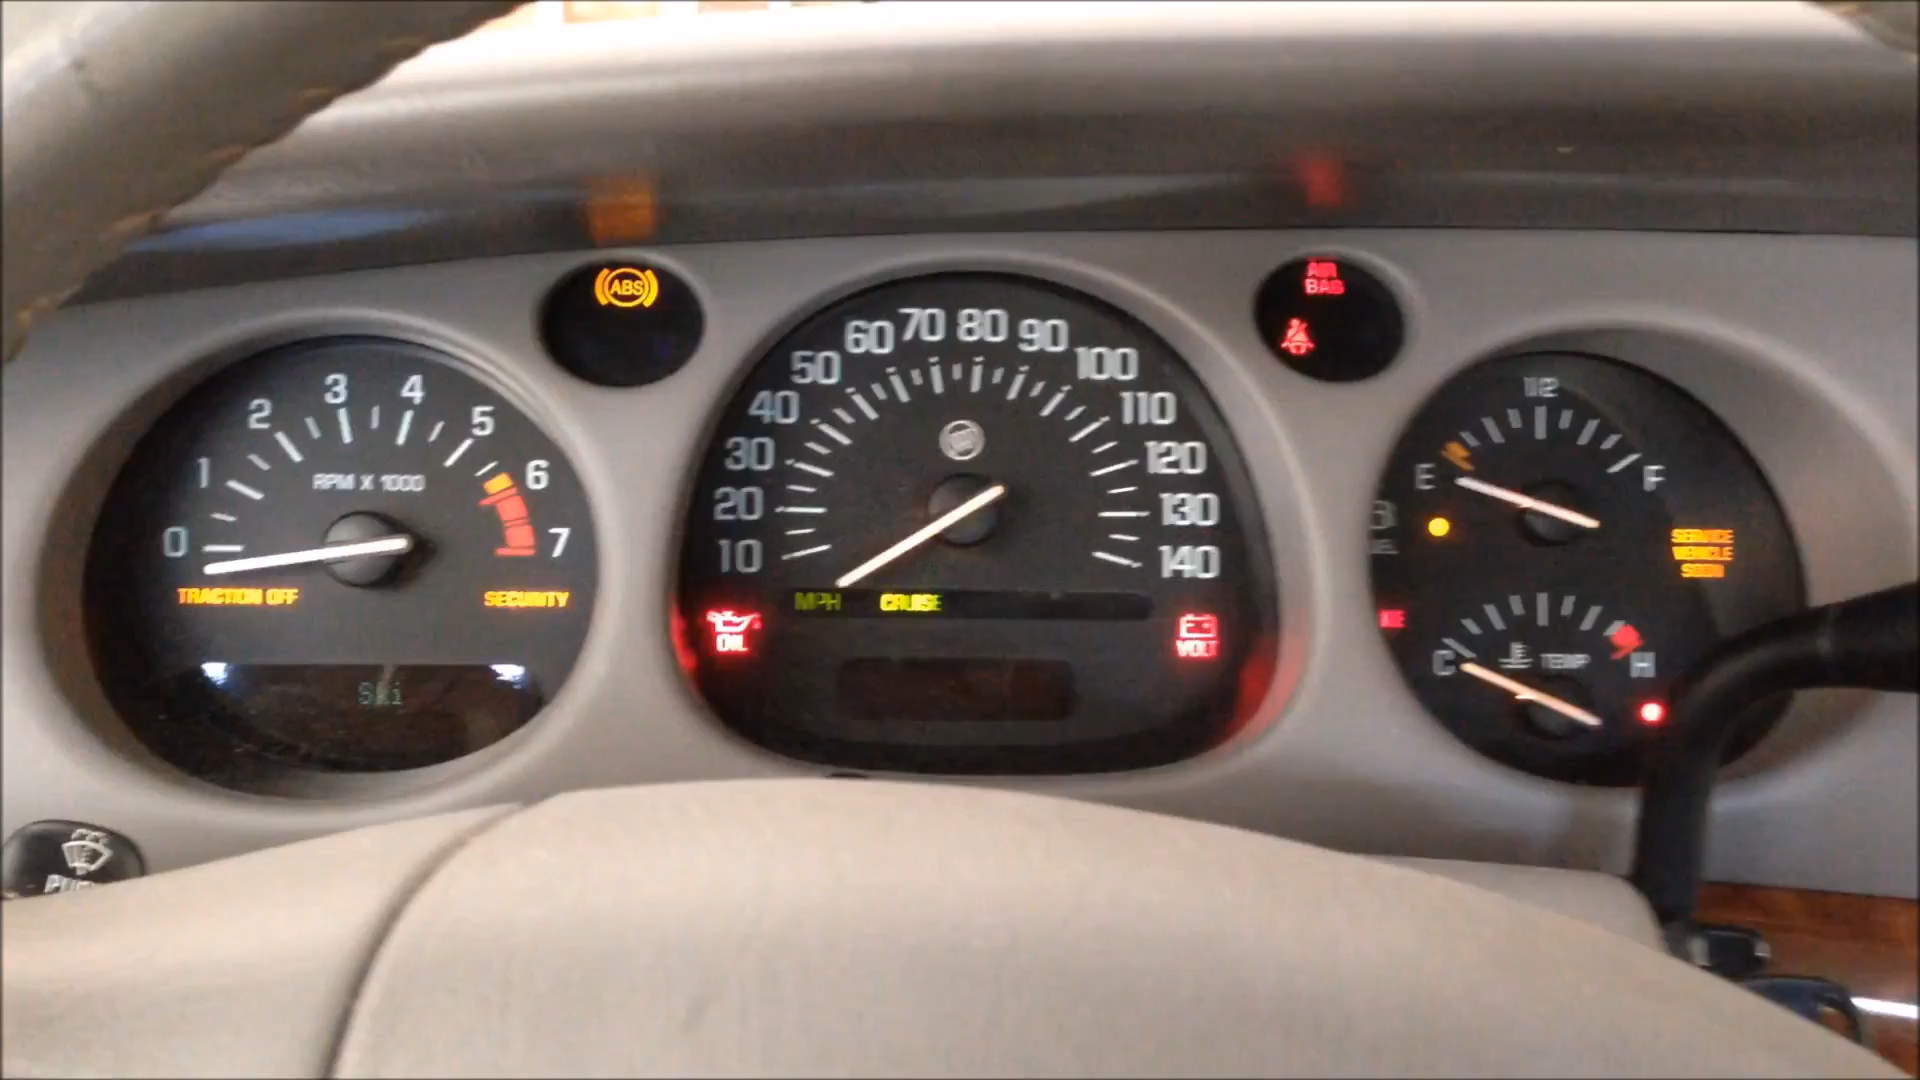 ABS
AIR
BAG
0
1
2
3
4
5
6
7
RPM X 1000
TRACTION OFF
SECURITY
Ski
10
20
30
40
50
60
70
80
90
100
110
120
130
140
MPH
CRUISE
OIL
VOLT
E
1/2
F
SERVICE
VEHICLE
SOON
C
TEMP
H